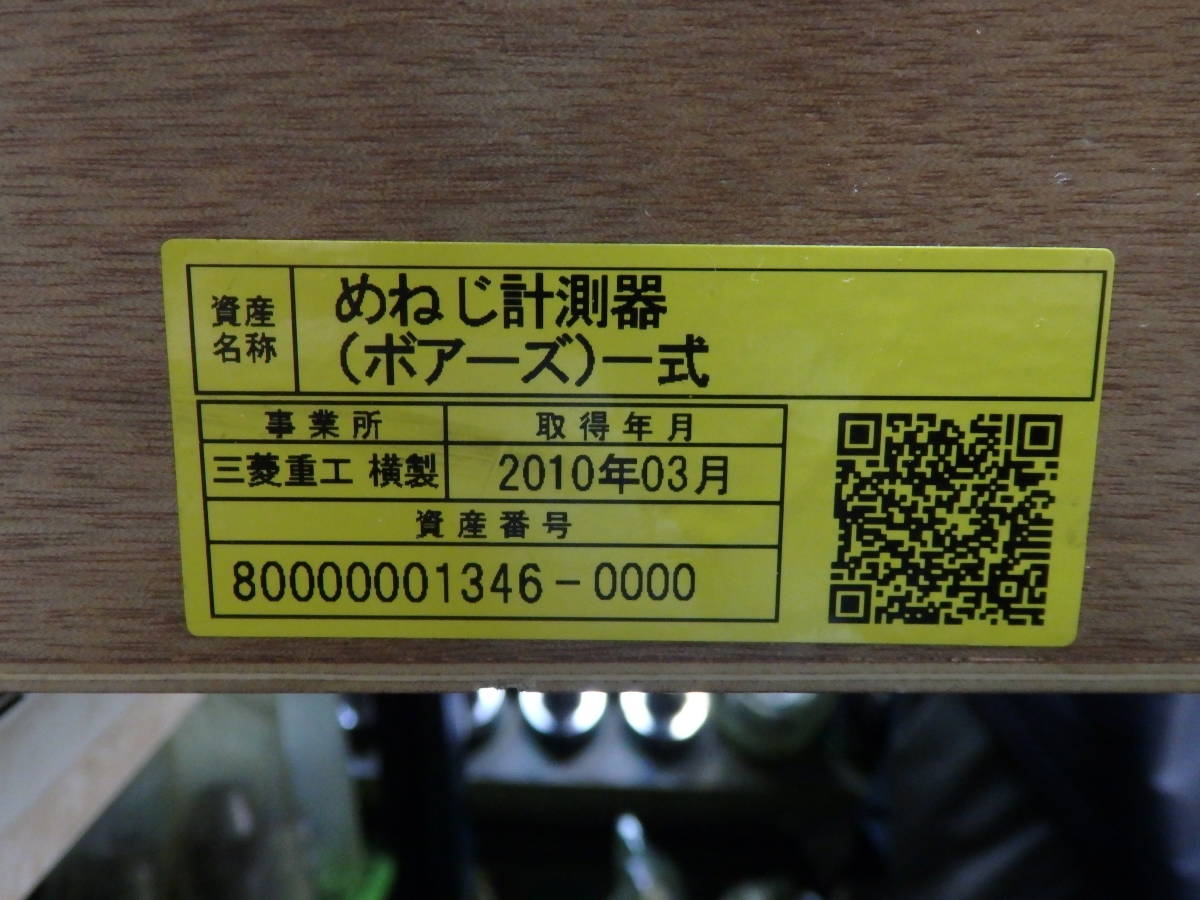 資産
名称
めねじ計測器
(ボアーズ)一式
事業所
取得年月
三菱重工 横製
2010年03月
資産番号
80000001346-0000